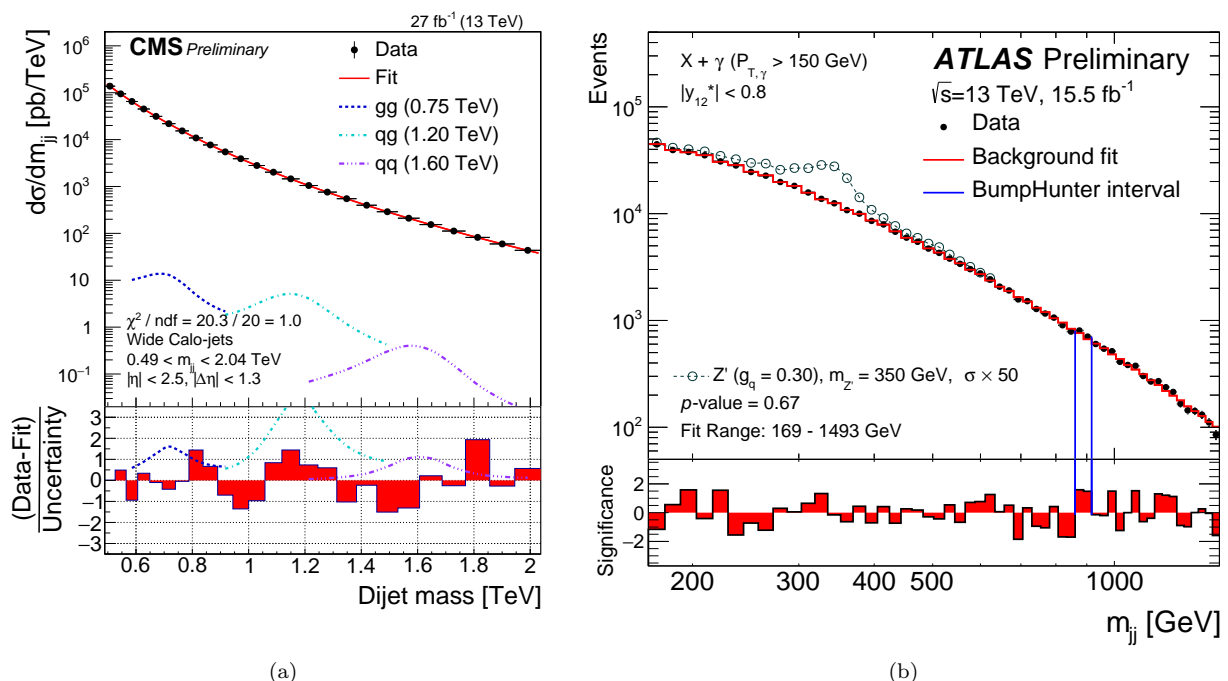 27 fb⁻¹ (13 TeV)
CMS Preliminary
Data
Fit
gg (0.75 TeV)
qg (1.20 TeV)
qq (1.60 TeV)
dσ/dm_jj [pb/TeV]
10⁶
10⁵
10⁴
10³
10²
10
1
10⁻¹
χ² / ndf = 20.3 / 20 = 1.0
Wide Calo-jets
0.49 < m_jj < 2.04 TeV
|η| < 2.5, |Δη| < 1.3
(Data-Fit)
Uncertainty
3
2
1
0
−1
−2
−3
0.6 0.8 1 1.2 1.4 1.6 1.8 2
Dijet mass [TeV]
(a)
Events
10⁵
10⁴
10³
10²
X + γ (P_T,γ > 150 GeV)
|y₁₂*| < 0.8
ATLAS Preliminary
√s=13 TeV, 15.5 fb⁻¹
Data
Background fit
BumpHunter interval
Z' (g_q = 0.30), m_Z' = 350 GeV, σ × 50
p-value = 0.67
Fit Range: 169 - 1493 GeV
Significance
2
0
−2
200 300 400 500 1000
m_jj [GeV]
(b)